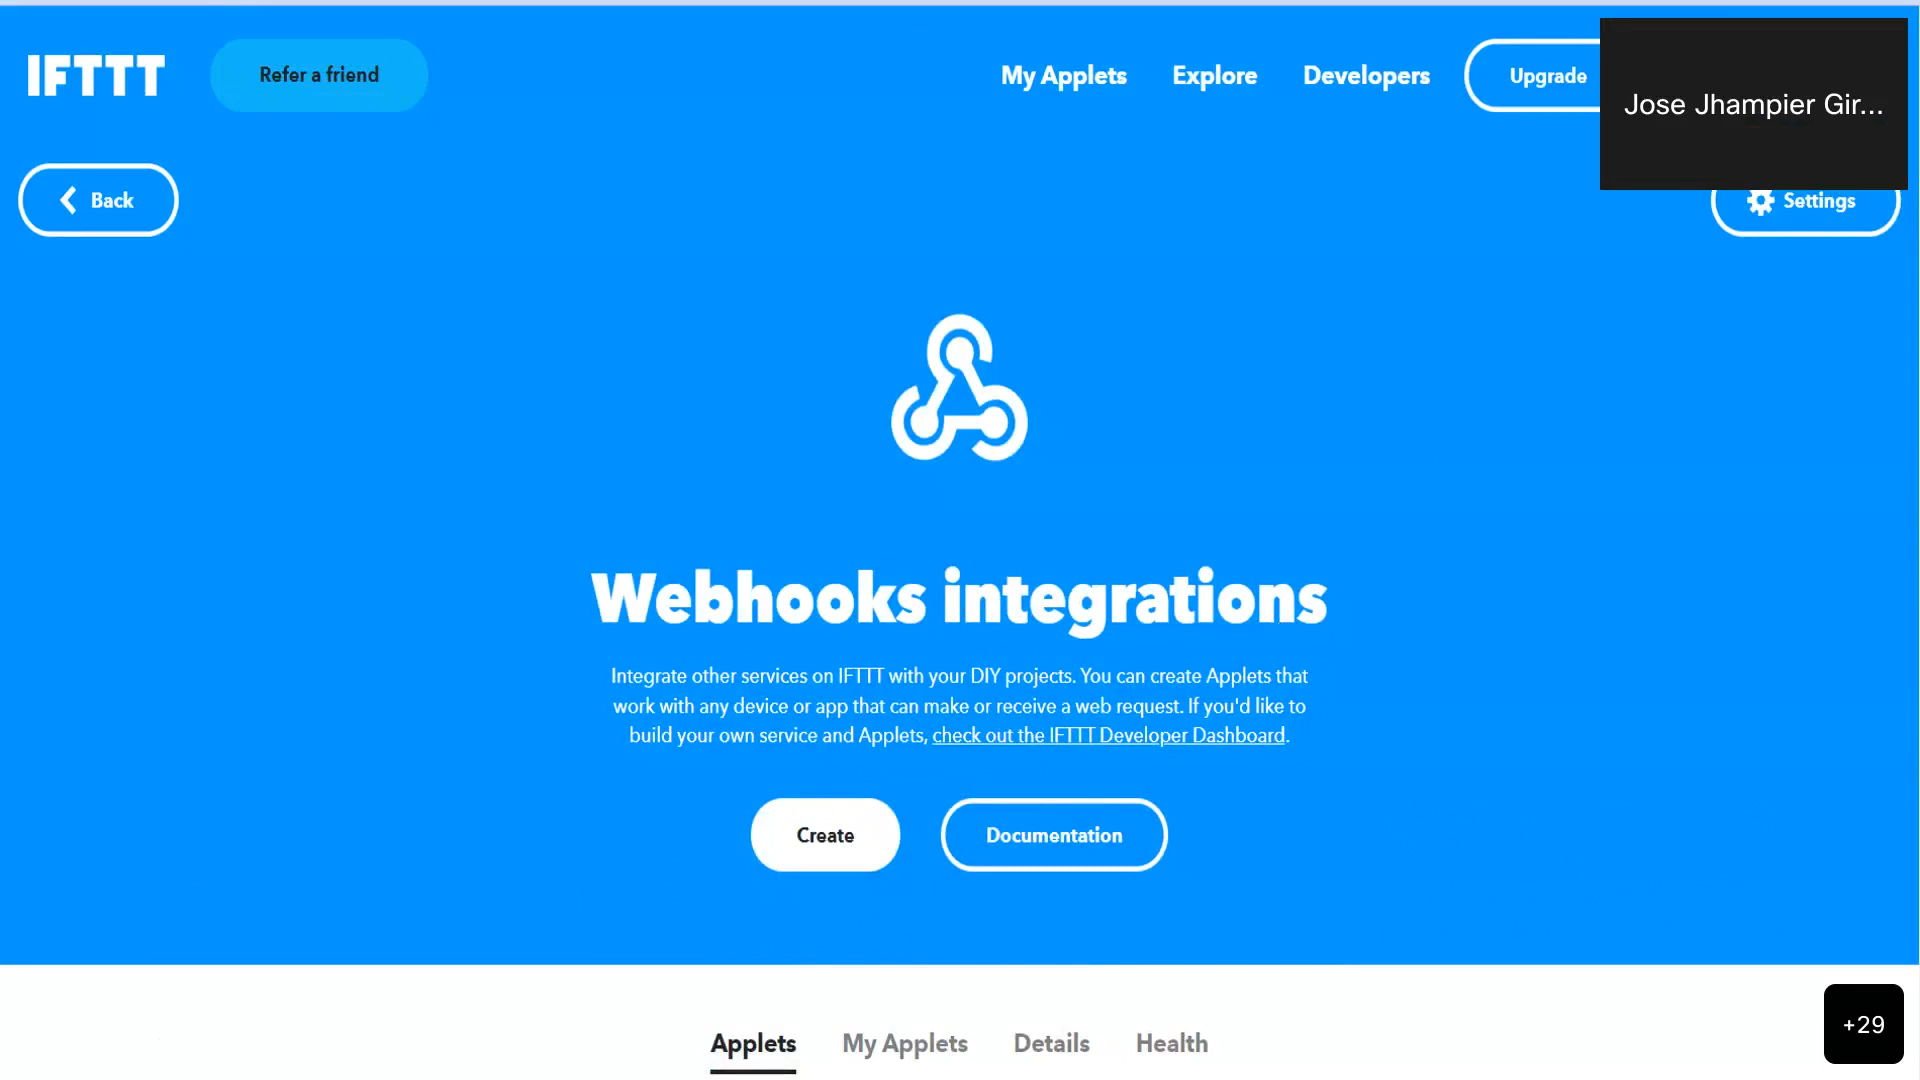 IFTTT
Refer a friend
My Applets
Explore
Developers
Upgrade
Jose Jhampier Gir...
Back
Settings
Webhooks integrations
Integrate other services on IFTTT with your DIY projects. You can create Applets that
work with any device or app that can make or receive a web request. If you'd like to
build your own service and Applets, check out the IFTTT Developer Dashboard.
Create
Documentation
Applets
My Applets
Details
Health
+29